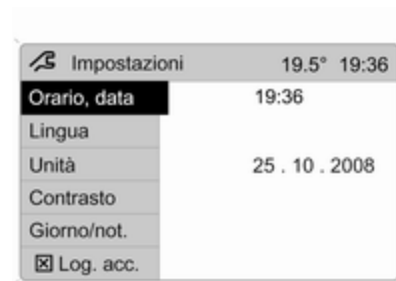 Impostazioni 19.5° 19:36
Orario, data 19:36
Lingua
Unità 25 . 10 . 2008
Contrasto
Giorno/not.
Log. acc.